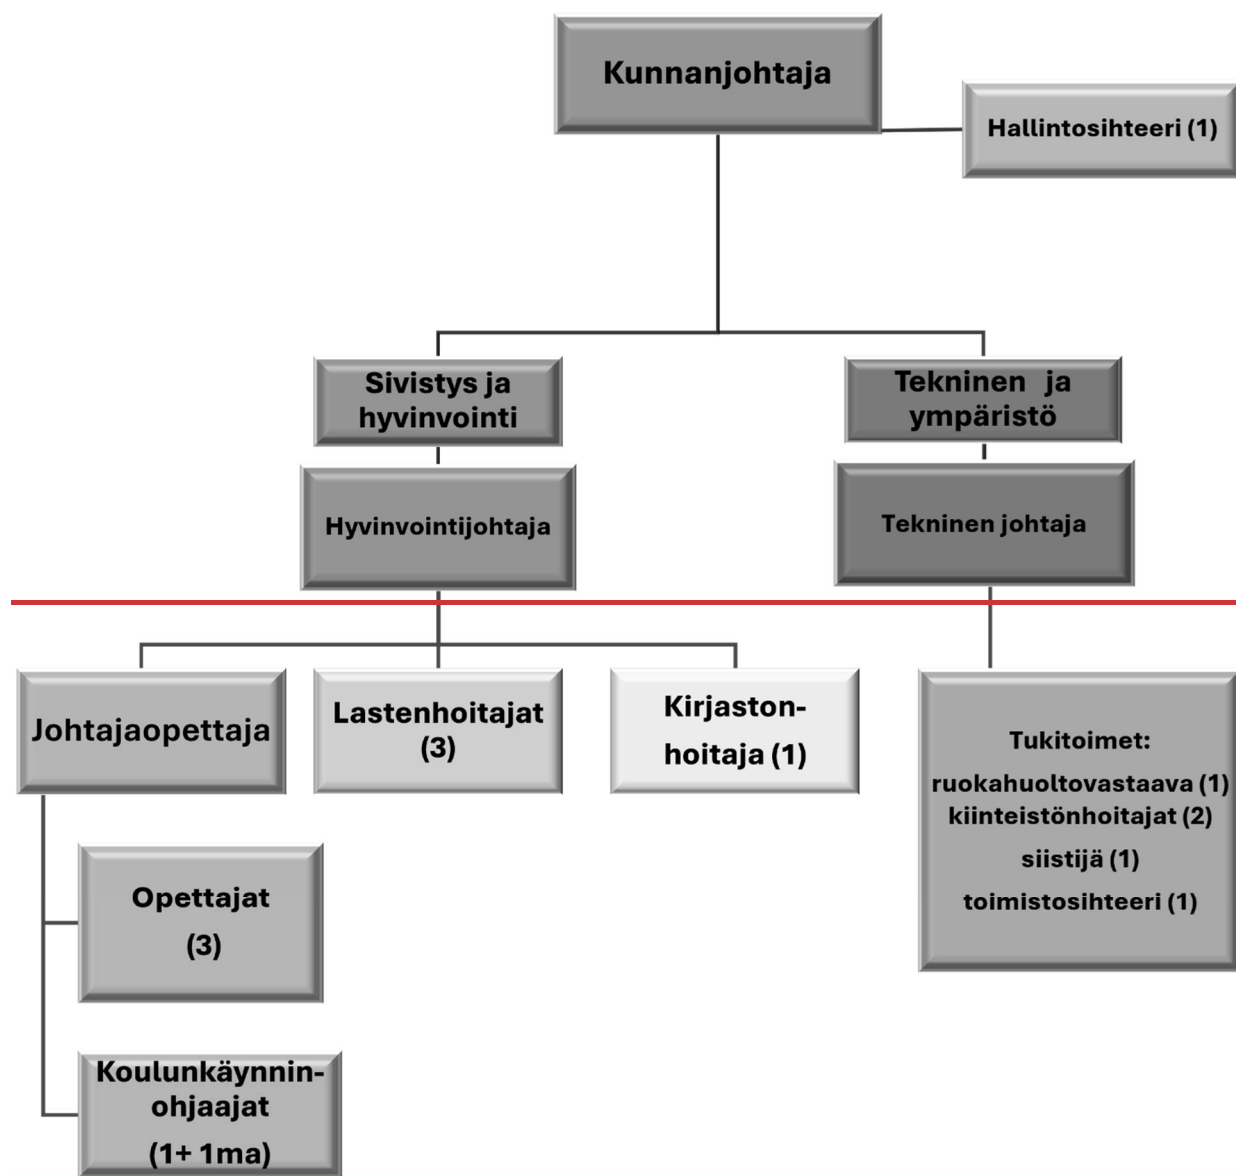 Kunnanjohtaja
Hallintosihteeri (1)
Sivistys ja
hyvinvointi
Tekninen ja
ympäristö
Hyvinvointijohtaja
Tekninen johtaja
Johtajaopettaja
Lastenhoitajat
(3)
Kirjaston-
hoitaja (1)
Tukitoimet:
ruokahuoltovastaava (1)
kiinteistönhoitajat (2)
siistijä (1)
toimistosihteeri (1)
Opettajat
(3)
Koulunkäynnin-
ohjaajat
(1+ 1ma)